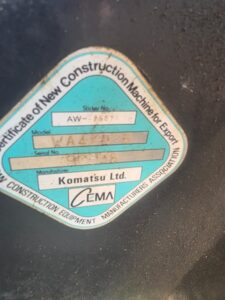 Certificate of New Construction Machine for Export
Sticker No.
AW-
Model
Serial No.
Manufacture
Komatsu Ltd.
CEMA
CONSTRUCTION EQUIPMENT MANUFACTURERS ASSOCIATION